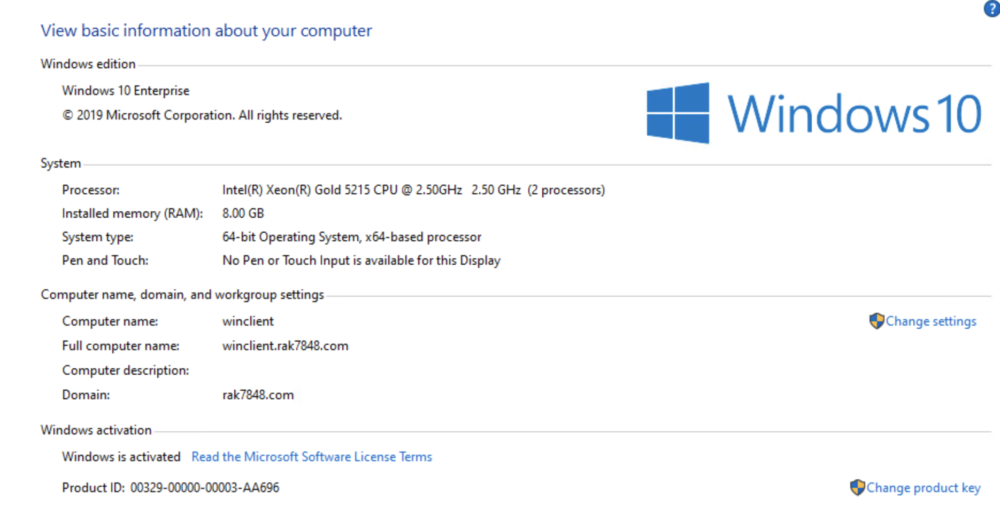 ?
View basic information about your computer
Windows edition
Windows 10 Enterprise
© 2019 Microsoft Corporation. All rights reserved.
Windows 10
System
Processor: Intel(R) Xeon(R) Gold 5215 CPU @ 2.50GHz 2.50 GHz (2 processors)
Installed memory (RAM): 8.00 GB
System type: 64-bit Operating System, x64-based processor
Pen and Touch: No Pen or Touch Input is available for this Display
Computer name, domain, and workgroup settings
Computer name: winclient Change settings
Full computer name: winclient.rak7848.com
Computer description:
Domain: rak7848.com
Windows activation
Windows is activated Read the Microsoft Software License Terms
Product ID: 00329-00000-00003-AA696 Change product key